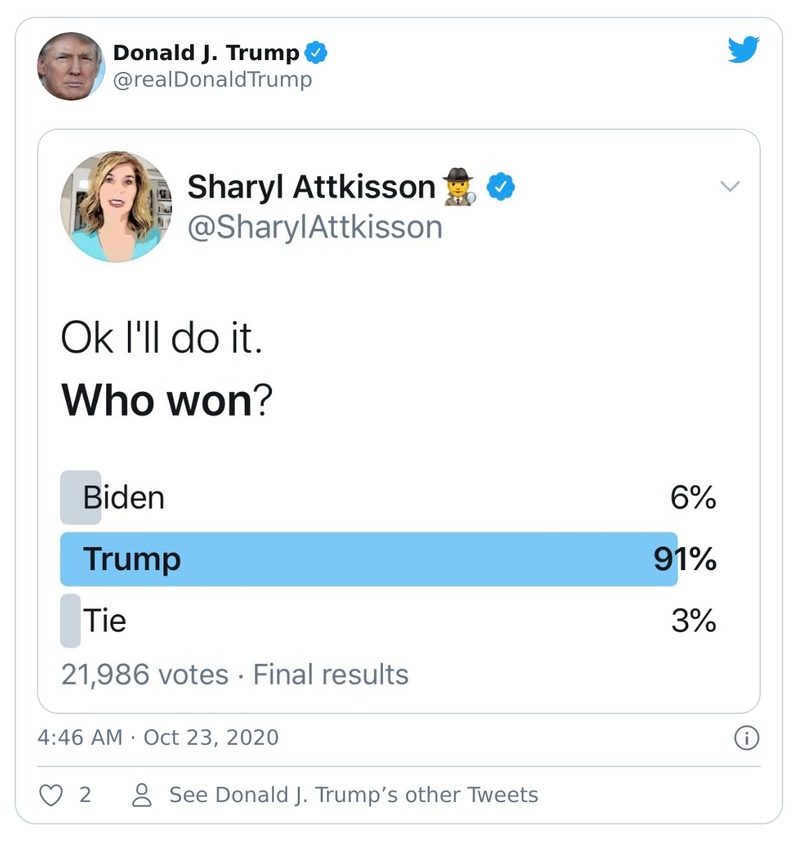 Donald J. Trump
@realDonaldTrump
Sharyl Attkisson
@SharylAttkisson
Ok I'll do it.
Who won?
Biden 6%
Trump 91%
Tie 3%
21,986 votes · Final results
4:46 AM · Oct 23, 2020
2 See Donald J. Trump’s other Tweets